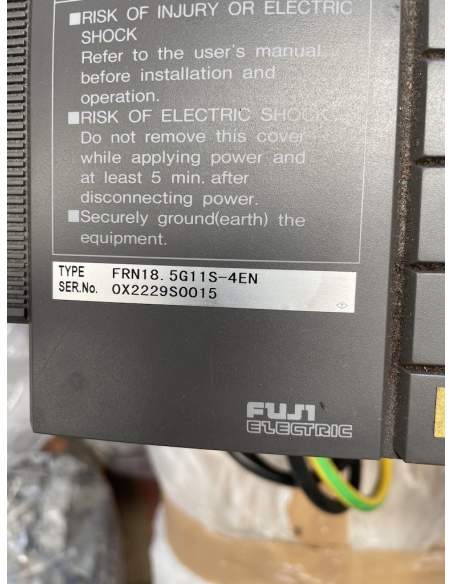 ■RISK OF INJURY OR ELECTRIC
SHOCK
Refer to the user's manual
before installation and
operation.
■RISK OF ELECTRIC SHOCK
Do not remove this cover
while applying power and
at least 5 min. after
disconnecting power.
■Securely ground(earth) the
equipment.
TYPE FRN18.5G11S-4EN
SER.No. 0X2229S0015
FUJI
ELECTRIC